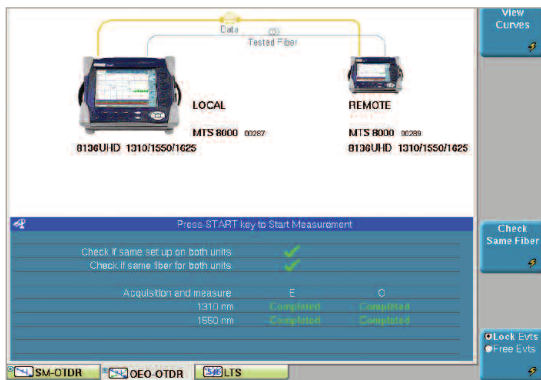 View
Curves
Data
Tested Fiber
LOCAL
REMOTE
MTS 8000 00287
MTS 8000 00289
8136UHD 1310/1550/1625
8136UHD 1310/1550/1625
Press START key to Start Measurement
Check if same set up on both units
Check if same fiber for both units
Check
Same Fiber
Acquisition and measure E O
1310 nm Completed Completed
1550 nm Completed Completed
Lock Evts
Free Evts
SM-OTDR OEO-OTDR LTS